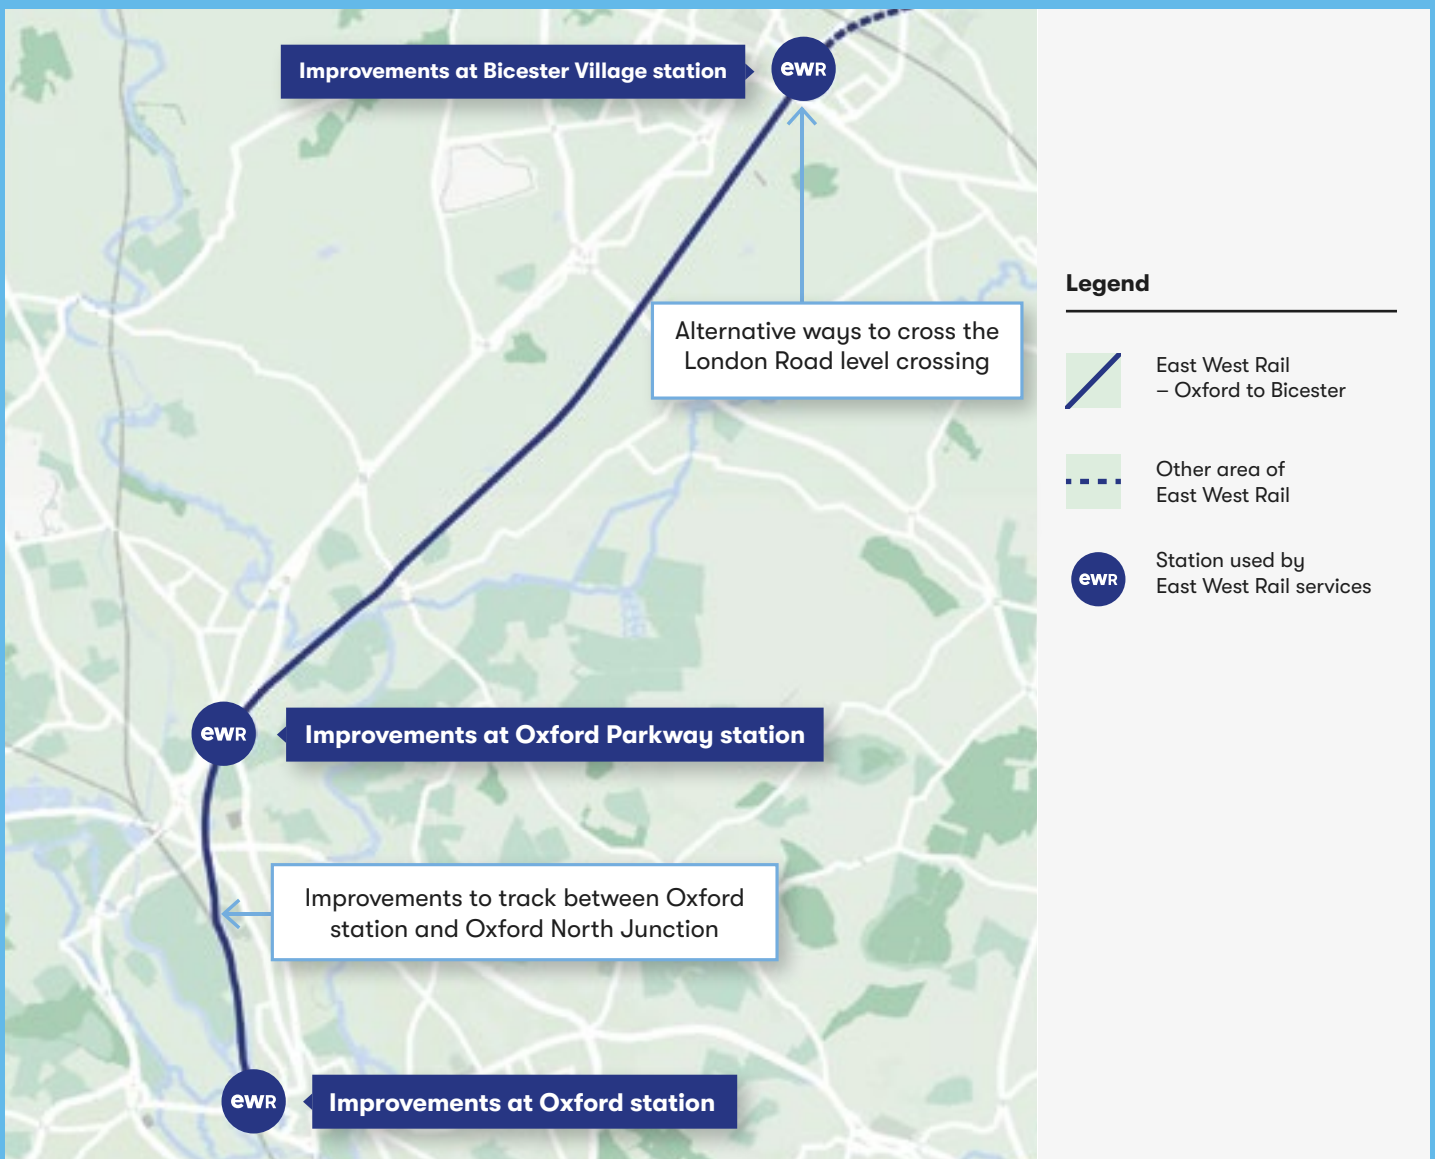 Improvements at Bicester Village station
ewR
Alternative ways to cross the
London Road level crossing
ewR
Improvements at Oxford Parkway station
Improvements to track between Oxford
station and Oxford North Junction
ewR
Improvements at Oxford station
Legend
East West Rail
– Oxford to Bicester
Other area of
East West Rail
ewR
Station used by
East West Rail services